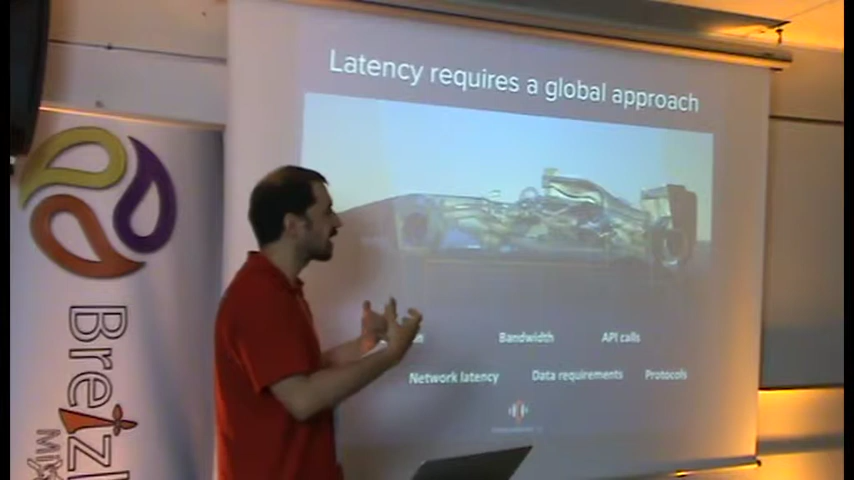 Latency requires a global approach
Bandwidth API calls
Network latency Data requirements Protocols
Breizh